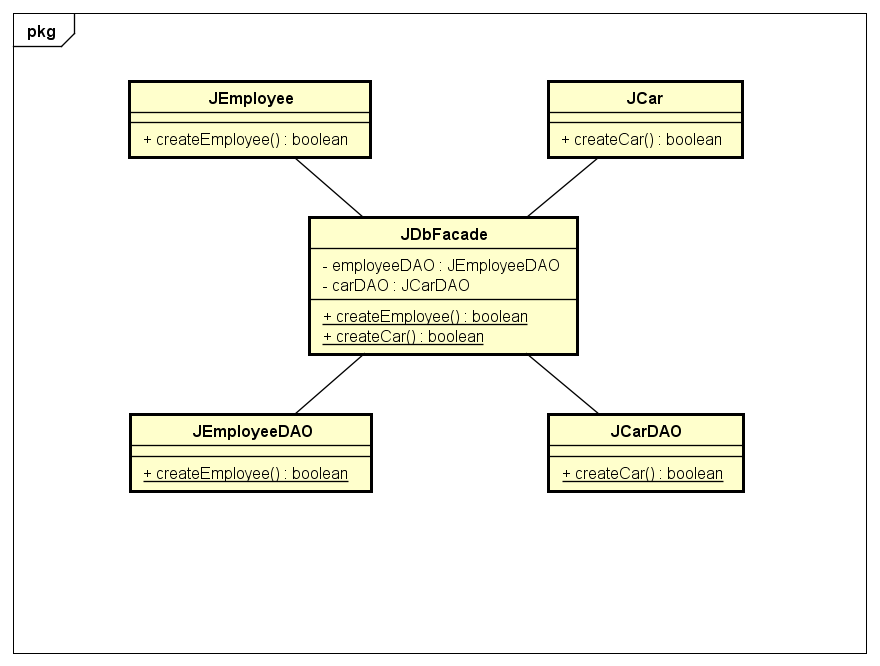 pkg
JEmployee
+ createEmployee() : boolean
JCar
+ createCar() : boolean
JDbFacade
- employeeDAO : JEmployeeDAO
- carDAO : JCarDAO
+ createEmployee() : boolean
+ createCar() : boolean
JEmployeeDAO
+ createEmployee() : boolean
JCarDAO
+ createCar() : boolean